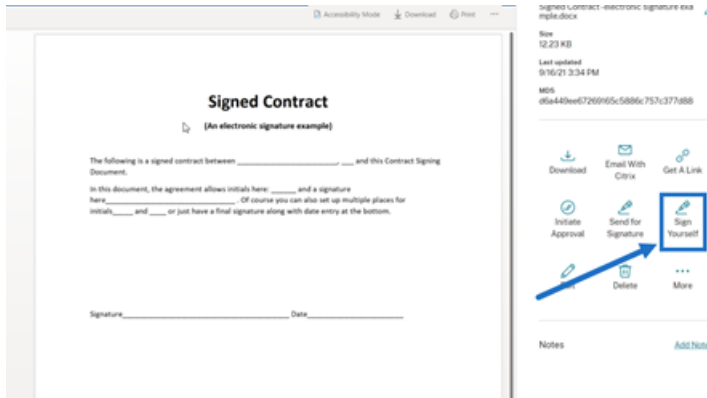 Accessibility Mode Download Print ...
Signed Contract
(An electronic signature example)
The following is a signed contract between ____________________, ___ and this Contract Signing
Document.
In this document, the agreement allows initials here: ______ and a signature
here__________________________ . Of course you can also set up multiple places for
initials_____ and ____ or just have a final signature along with date entry at the bottom.
Signature________________________________ Date___________________
Signed Contract -electronic signature exa
mple.docx
Size
12.23 KB
Last updated
9/16/21 3:34 PM
MD5
Download
Email With
Citrix
Get A Link
Initiate
Approval
Send for
Signature
Sign
Yourself
Delete
More
Notes
Add Note